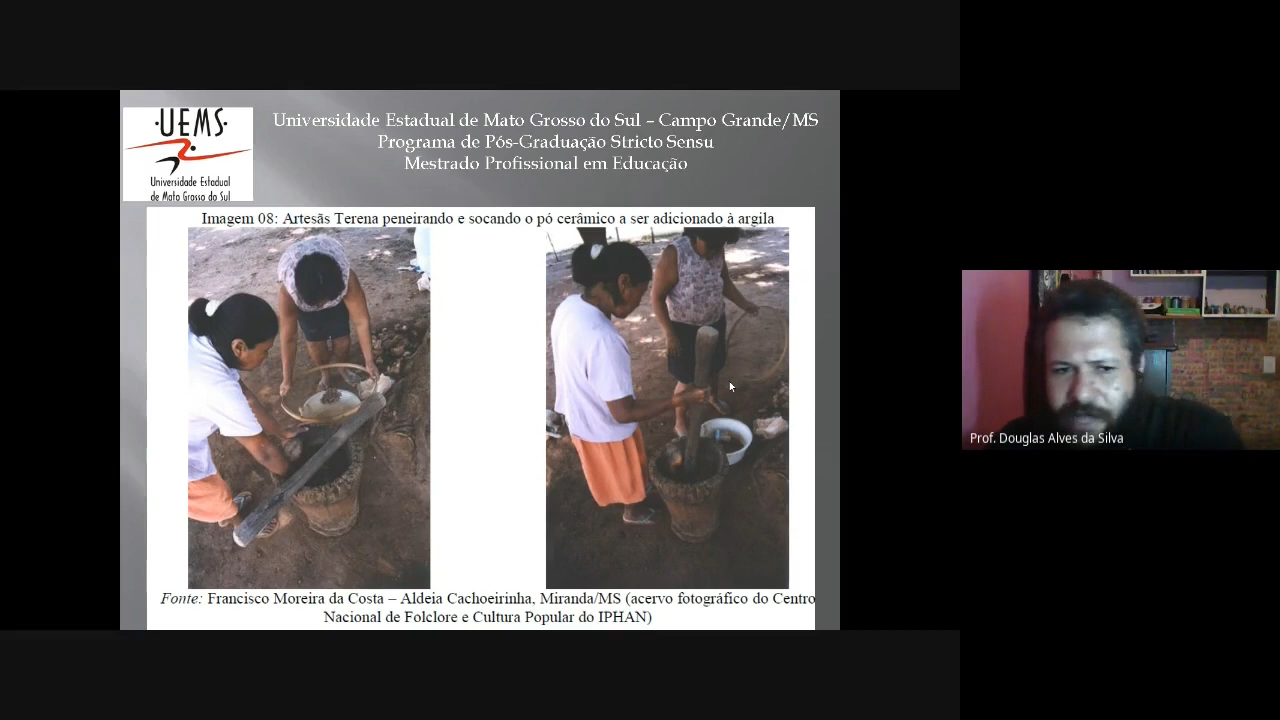 ·UEMS·
Universidade Estadual
de Mato Grosso do Sul
Universidade Estadual de Mato Grosso do Sul – Campo Grande/MS
Programa de Pós-Graduação Stricto Sensu
Mestrado Profissional em Educação
Imagem 08: Artesãs Terena peneirando e socando o pó cerâmico a ser adicionado à argila
Fonte: Francisco Moreira da Costa – Aldeia Cachoeirinha, Miranda/MS (acervo fotográfico do Centro
Nacional de Folclore e Cultura Popular do IPHAN)
Prof. Douglas Alves da Silva